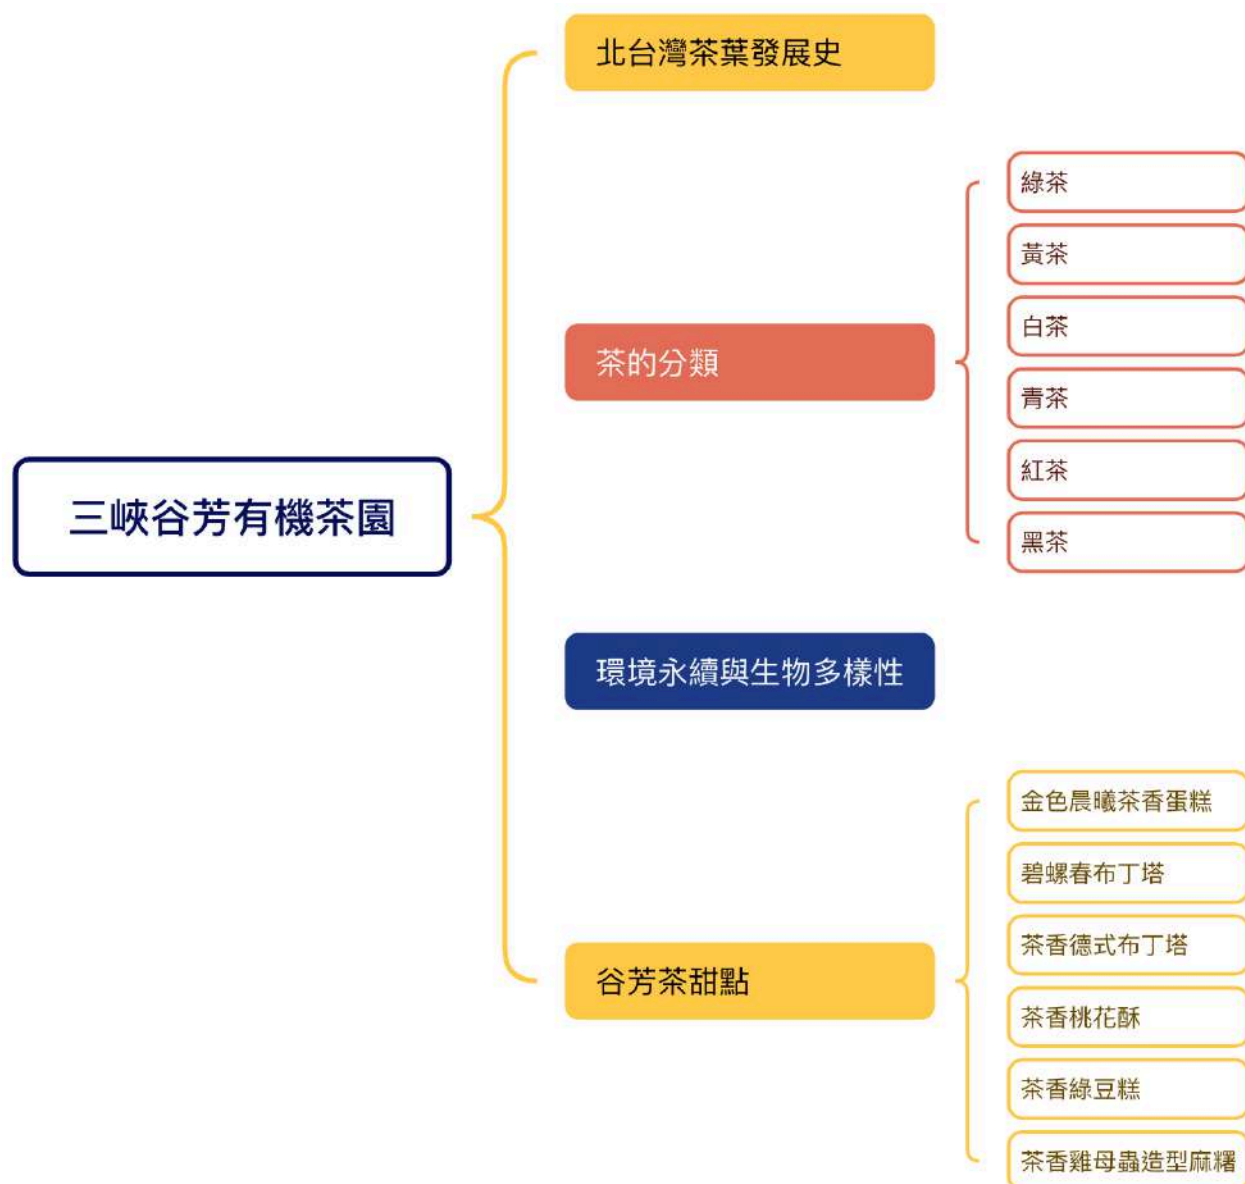 三峽谷芳有機茶園
北台灣茶葉發展史
茶的分類
綠茶
黃茶
白茶
青茶
紅茶
黑茶
環境永續與生物多樣性
谷芳茶甜點
金色晨曦茶香蛋糕
碧螺春布丁塔
茶香德式布丁塔
茶香桃花酥
茶香綠豆糕
茶香雞母蟲造型麻糬